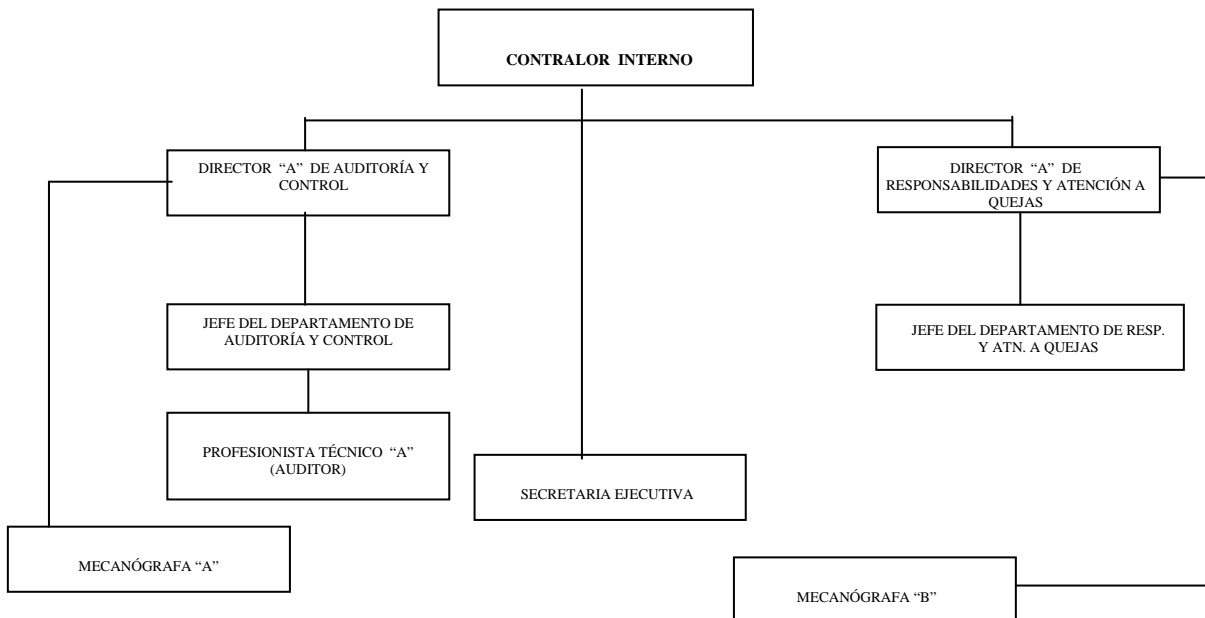 CONTRALOR INTERNO
DIRECTOR “A” DE AUDITORÍA Y
CONTROL
DIRECTOR “A” DE
RESPONSABILIDADES Y ATENCIÓN A
QUEJAS
JEFE DEL DEPARTAMENTO DE
AUDITORÍA Y CONTROL
JEFE DEL DEPARTAMENTO DE RESP.
Y ATN. A QUEJAS
PROFESIONISTA TÉCNICO “A”
(AUDITOR)
SECRETARIA EJECUTIVA
MECANÓGRAFA “A”
MECANÓGRAFA “B”